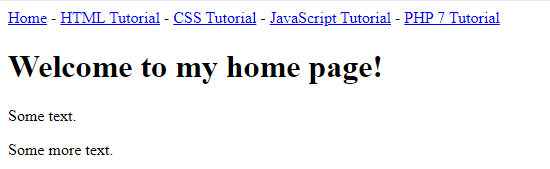 Home - HTML Tutorial - CSS Tutorial - JavaScript Tutorial - PHP 7 Tutorial
Welcome to my home page!
Some text.
Some more text.